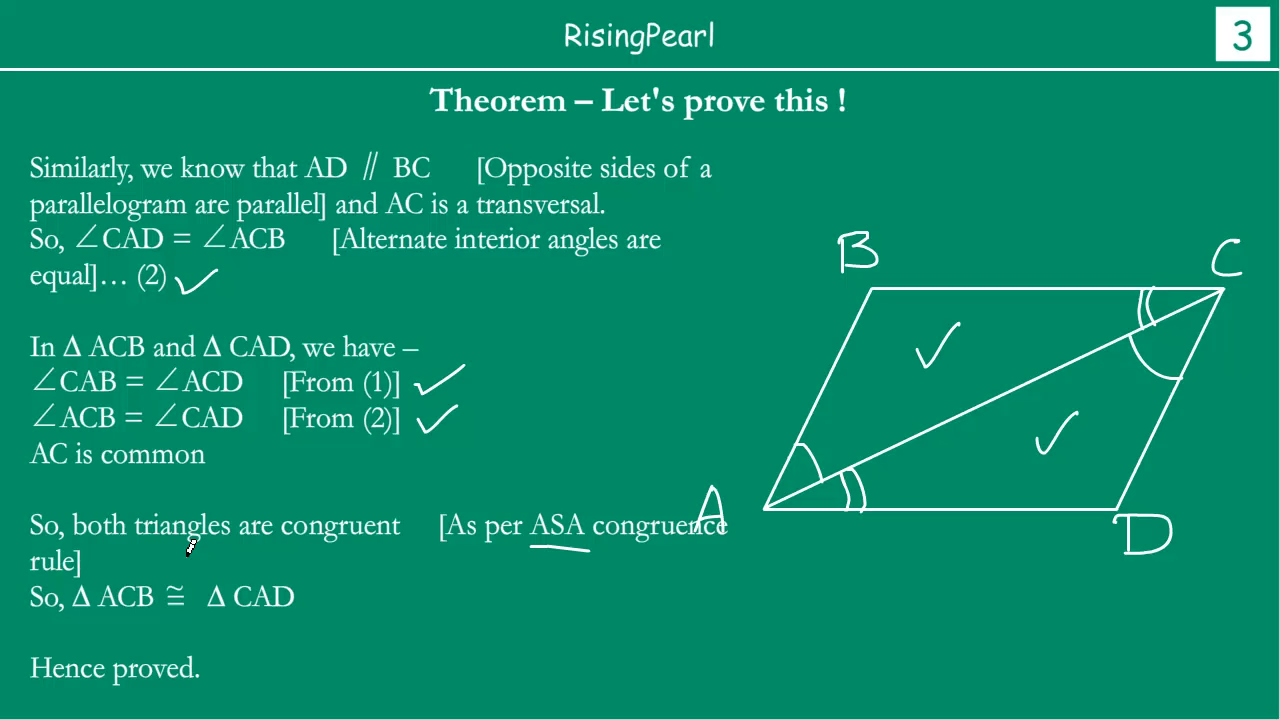 RisingPearl
3
Theorem – Let's prove this !
Similarly, we know that AD ∥ BC [Opposite sides of a
parallelogram are parallel] and AC is a transversal.
So, ∠CAD = ∠ACB [Alternate interior angles are
equal]… (2)
In Δ ACB and Δ CAD, we have –
∠CAB = ∠ACD [From (1)]
∠ACB = ∠CAD [From (2)]
AC is common
So, both triangles are congruent [As per ASA congruence
rule]
So, Δ ACB ≅ Δ CAD
Hence proved.
B
C
A
D